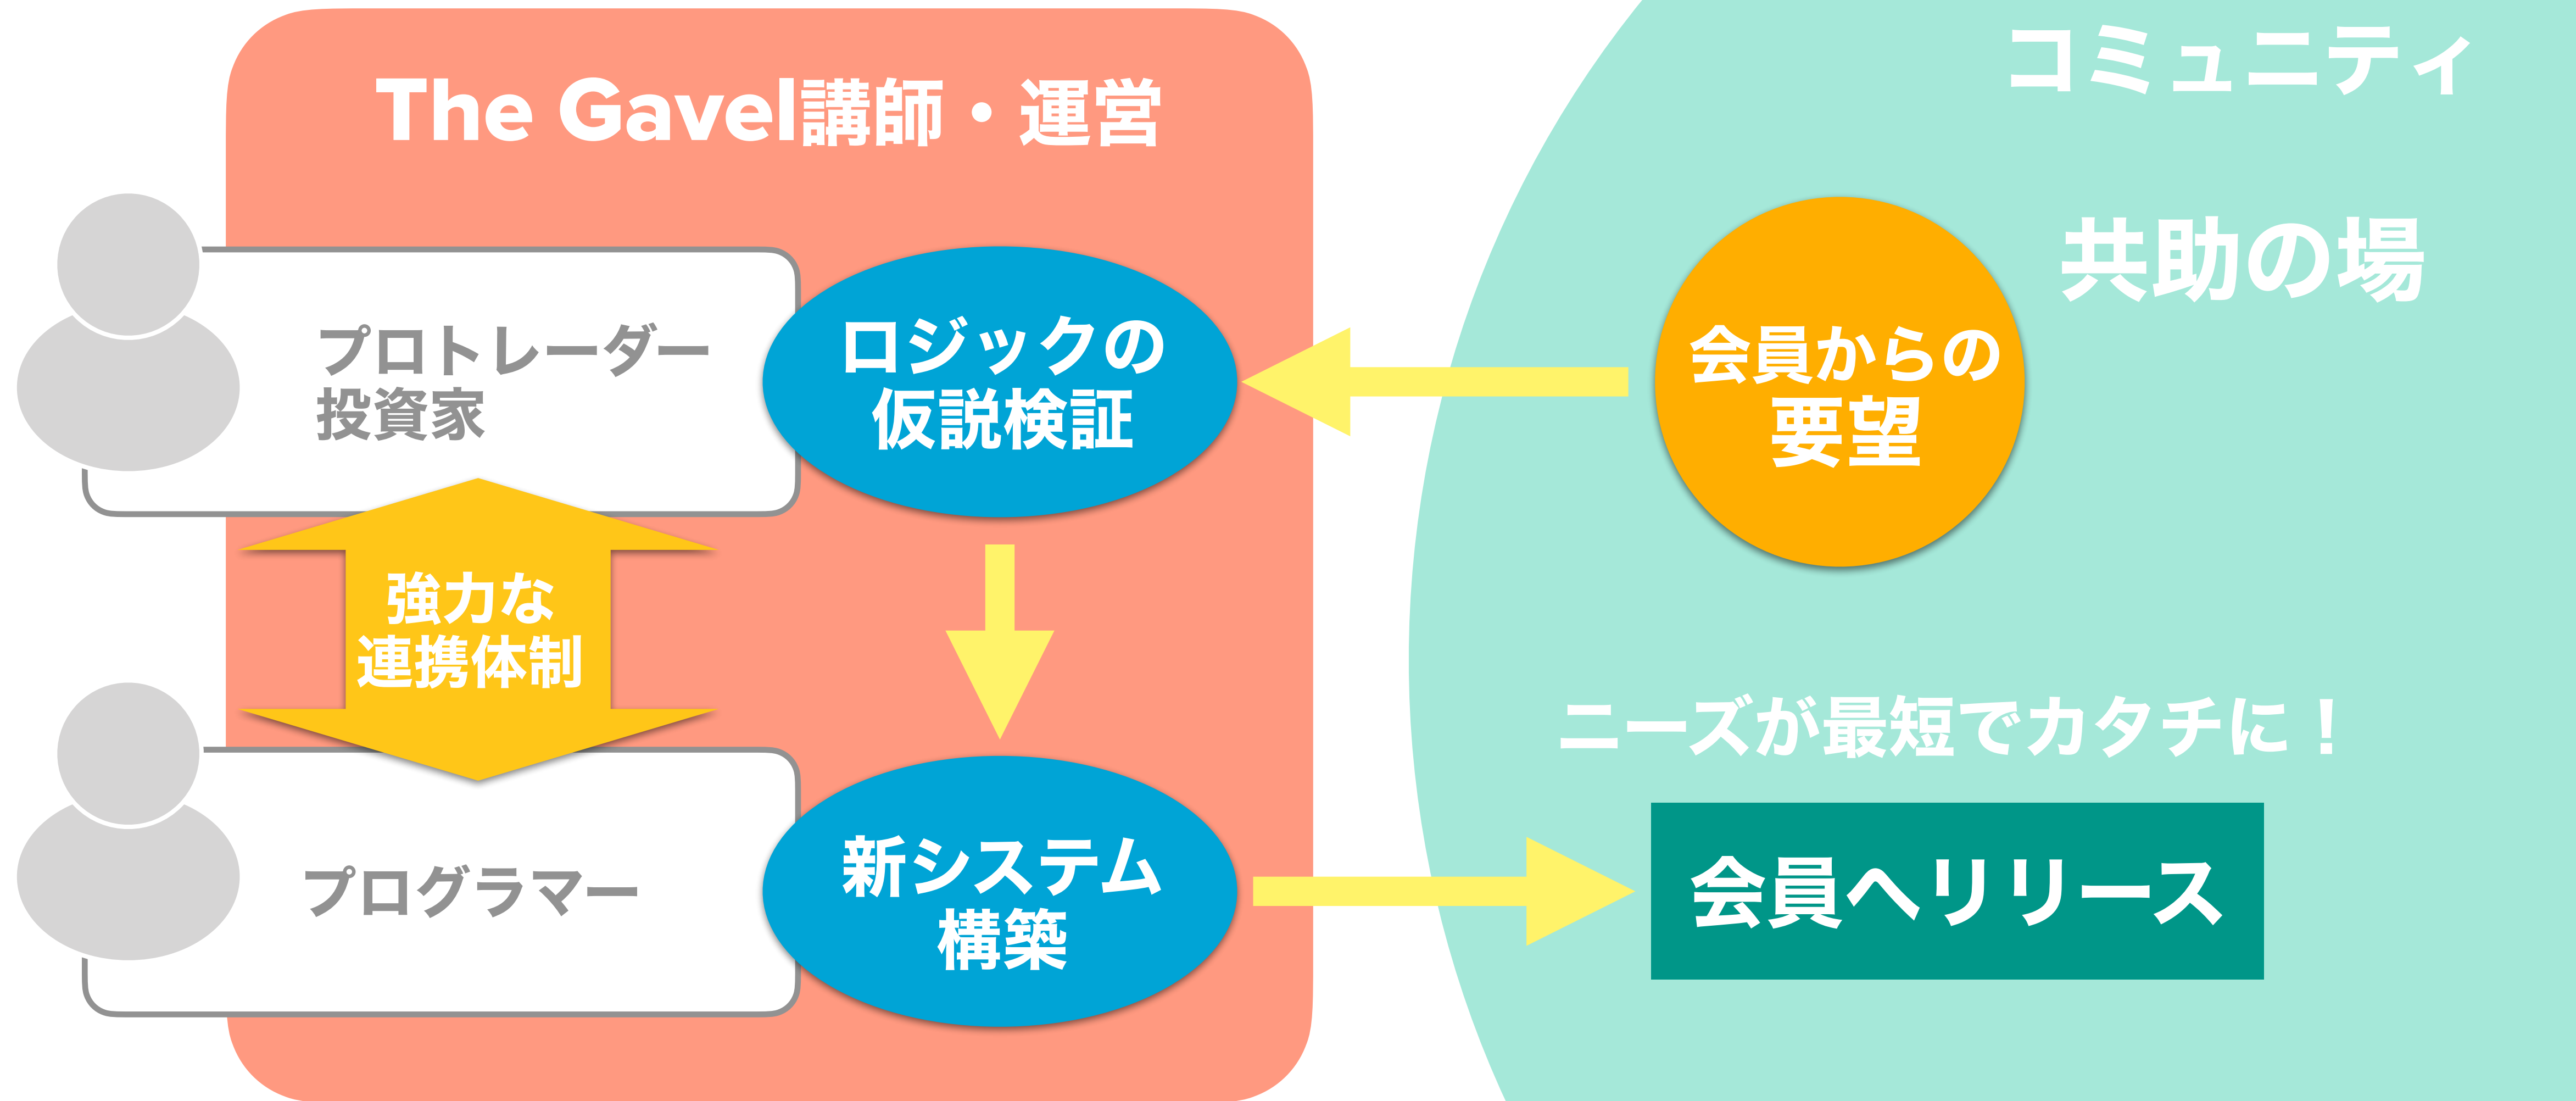 The Gavel講師・運営
プロトレーダー
投資家
ロジックの
仮説検証
強力な
連携体制
プログラマー
新システム
構築
コミュニティ
共助の場
会員からの
要望
ニーズが最短でカタチに！
会員へリリース